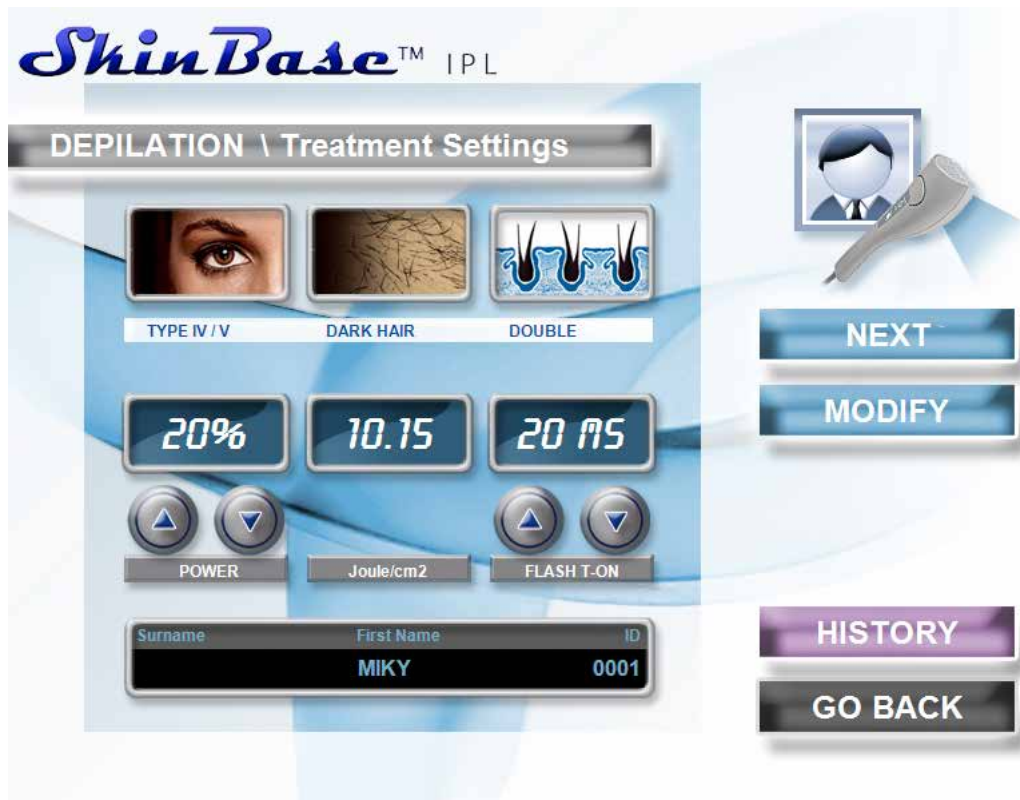 SkinBase™ IPL
DEPILATION \ Treatment Settings
TYPE IV / V DARK HAIR DOUBLE
NEXT
MODIFY
20% 10.15 20 MS
POWER Joule/cm2 FLASH T-ON
Surname First Name ID
MIKY 0001
HISTORY
GO BACK